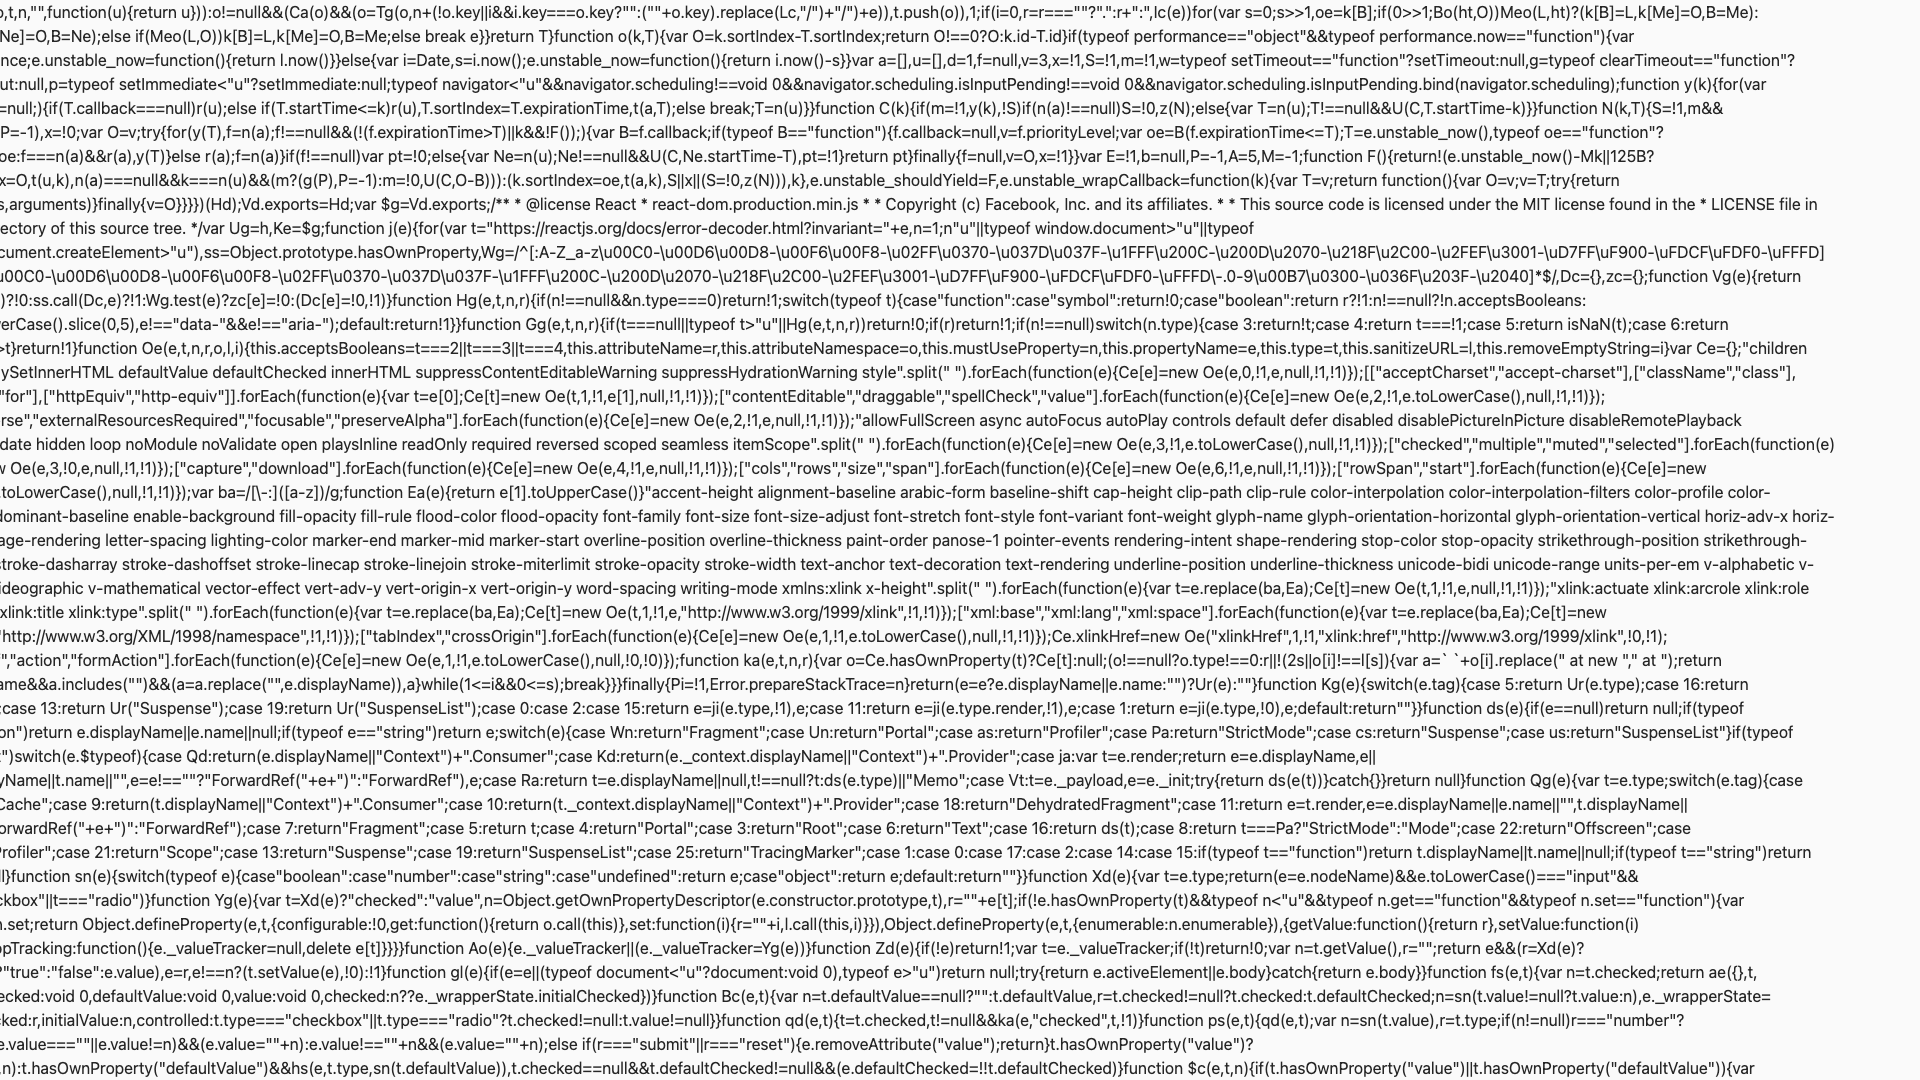 o,t,n,"",function(u){return u})):o!=null&&(Ca(o)&&(o=Tg(o,n+(!o.key||i&&i.key===o.key?"":(""+o.key).replace(Lc,"/")+"/")+e)),t.push(o)),1;if(i=0,r=r===""?".":r+":",lc(e))for(var s=0;s>>1,oe=k[B];if(0>>1;Bo(ht,O))Meo(L,ht)?(k[B]=L,k[Me]=O,B=Me):
Ne]=O,B=Ne);else if(Meo(L,O))k[B]=L,k[Me]=O,B=Me;else break e}}return T}function o(k,T){var O=k.sortIndex-T.sortIndex;return O!==0?O:k.id-T.id}if(typeof performance=="object"&&typeof performance.now=="function"){var
nce;e.unstable_now=function(){return l.now()}}else{var i=Date,s=i.now();e.unstable_now=function(){return i.now()-s}}var a=[],u=[],d=1,f=null,v=3,x=!1,S=!1,m=!1,w=typeof setTimeout=="function"?setTimeout:null,g=typeof clearTimeout=="function"?
ut:null,p=typeof setImmediate<"u"?setImmediate:null;typeof navigator<"u"&&navigator.scheduling!==void 0&&navigator.scheduling.isInputPending!==void 0&&navigator.scheduling.isInputPending.bind(navigator.scheduling);function y(k){for(var
=null;){if(T.callback===null)r(u);else if(T.startTime<=k)r(u),T.sortIndex=T.expirationTime,t(a,T);else break;T=n(u)}}function C(k){if(m=!1,y(k),!S)if(n(a)!==null)S=!0,z(N);else{var T=n(u);T!==null&&U(C,T.startTime-k)}}function N(k,T){S=!1,m&&
P=-1),x=!0;var O=v;try{for(y(T),f=n(a);f!==null&&(!(f.expirationTime>T)||k&&!F());){var B=f.callback;if(typeof B=="function"){f.callback=null,v=f.priorityLevel;var oe=B(f.expirationTime<=T);T=e.unstable_now(),typeof oe=="function"?
oe:f===n(a)&&r(a),y(T)}else r(a);f=n(a)}if(f!==null)var pt=!0;else{var Ne=n(u);Ne!==null&&U(C,Ne.startTime-T),pt=!1}return pt}finally{f=null,v=O,x=!1}}var E=!1,b=null,P=-1,A=5,M=-1;function F(){return!(e.unstable_now()-Mk||125B?
x=O,t(u,k),n(a)===null&&k===n(u)&&(m?(g(P),P=-1):m=!0,U(C,O-B))):(k.sortIndex=oe,t(a,k),S||x||(S=!0,z(N))),k},e.unstable_shouldYield=F,e.unstable_wrapCallback=function(k){var T=v;return function(){var O=v;v=T;try{return
s,arguments)}finally{v=O}}}})(Hd);Vd.exports=Hd;var $g=Vd.exports;/** * @license React * react-dom.production.min.js * * Copyright (c) Facebook, Inc. and its affiliates. * * This source code is licensed under the MIT license found in the * LICENSE file in
ectory of this source tree. */var Ug=h,Ke=$g;function j(e){for(var t="https://reactjs.org/docs/error-decoder.html?invariant="+e,n=1;n"u"||typeof window.document>"u"||typeof
cument.createElement>"u"),ss=Object.prototype.hasOwnProperty,Wg=/^[:A-Z_a-z\u00C0-\u00D6\u00D8-\u00F6\u00F8-\u02FF\u0370-\u037D\u037F-\u1FFF\u200C-\u200D\u2070-\u218F\u2C00-\u2FEF\u3001-\uD7FF\uF900-\uFDCF\uFDF0-\uFFFD]
u00C0-\u00D6\u00D8-\u00F6\u00F8-\u02FF\u0370-\u037D\u037F-\u1FFF\u200C-\u200D\u2070-\u218F\u2C00-\u2FEF\u3001-\uD7FF\uF900-\uFDCF\uFDF0-\uFFFD\-.0-9\u00B7\u0300-\u036F\u203F-\u2040]*$/,Dc={},zc={};function Vg(e){return
)?!0:ss.call(Dc,e)?!1:Wg.test(e)?zc[e]=!0:(Dc[e]=!0,!1)}function Hg(e,t,n,r){if(n!==null&&n.type===0)return!1;switch(typeof t){case"function":case"symbol":return!0;case"boolean":return r?!1:n!==null?!n.acceptsBooleans:
erCase().slice(0,5),e!=="data-"&&e!=="aria-");default:return!1}}function Gg(e,t,n,r){if(t===null||typeof t>"u"||Hg(e,t,n,r))return!0;if(r)return!1;if(n!==null)switch(n.type){case 3:return!t;case 4:return t===!1;case 5:return isNaN(t);case 6:return
>t}return!1}function Oe(e,t,n,r,o,l,i){this.acceptsBooleans=t===2||t===3||t===4,this.attributeName=r,this.attributeNamespace=o,this.mustUseProperty=n,this.propertyName=e,this.type=t,this.sanitizeURL=l,this.removeEmptyString=i}var Ce={};"children
ySetInnerHTML defaultValue defaultChecked innerHTML suppressContentEditableWarning suppressHydrationWarning style".split(" ").forEach(function(e){Ce[e]=new Oe(e,0,!1,e,null,!1,!1)});[["acceptCharset","accept-charset"],["className","class"],
"for"],["httpEquiv","http-equiv"]].forEach(function(e){var t=e[0];Ce[t]=new Oe(t,1,!1,e[1],null,!1,!1)});["contentEditable","draggable","spellCheck","value"].forEach(function(e){Ce[e]=new Oe(e,2,!1,e.toLowerCase(),null,!1,!1)});
rse","externalResourcesRequired","focusable","preserveAlpha"].forEach(function(e){Ce[e]=new Oe(e,2,!1,e,null,!1,!1)});"allowFullScreen async autoFocus autoPlay controls default defer disabled disablePictureInPicture disableRemotePlayback
date hidden loop noModule noValidate open playsInline readOnly required reversed scoped seamless itemScope".split(" ").forEach(function(e){Ce[e]=new Oe(e,3,!1,e.toLowerCase(),null,!1,!1)});["checked","multiple","muted","selected"].forEach(function(e)
w Oe(e,3,!0,e,null,!1,!1)});["capture","download"].forEach(function(e){Ce[e]=new Oe(e,4,!1,e,null,!1,!1)});["cols","rows","size","span"].forEach(function(e){Ce[e]=new Oe(e,6,!1,e,null,!1,!1)});["rowSpan","start"].forEach(function(e){Ce[e]=new
.toLowerCase(),null,!1,!1)});var ba=/[\-:]([a-z])/g;function Ea(e){return e[1].toUpperCase()}"accent-height alignment-baseline arabic-form baseline-shift cap-height clip-path clip-rule color-interpolation color-interpolation-filters color-profile color-
dominant-baseline enable-background fill-opacity fill-rule flood-color flood-opacity font-family font-size font-size-adjust font-stretch font-style font-variant font-weight glyph-name glyph-orientation-horizontal glyph-orientation-vertical horiz-adv-x horiz-
age-rendering letter-spacing lighting-color marker-end marker-mid marker-start overline-position overline-thickness paint-order panose-1 pointer-events rendering-intent shape-rendering stop-color stop-opacity strikethrough-position strikethrough-
stroke-dasharray stroke-dashoffset stroke-linecap stroke-linejoin stroke-miterlimit stroke-opacity stroke-width text-anchor text-decoration text-rendering underline-position underline-thickness unicode-bidi unicode-range units-per-em v-alphabetic v-
ideographic v-mathematical vector-effect vert-adv-y vert-origin-x vert-origin-y word-spacing writing-mode xmlns:xlink x-height".split(" ").forEach(function(e){var t=e.replace(ba,Ea);Ce[t]=new Oe(t,1,!1,e,null,!1,!1)});"xlink:actuate xlink:arcrole xlink:role
xlink:title xlink:type".split(" ").forEach(function(e){var t=e.replace(ba,Ea);Ce[t]=new Oe(t,1,!1,e,"http://www.w3.org/1999/xlink",!1,!1)});["xml:base","xml:lang","xml:space"].forEach(function(e){var t=e.replace(ba,Ea);Ce[t]=new
"http://www.w3.org/XML/1998/namespace",!1,!1)});["tabIndex","crossOrigin"].forEach(function(e){Ce[e]=new Oe(e,1,!1,e.toLowerCase(),null,!1,!1)});Ce.xlinkHref=new Oe("xlinkHref",1,!1,"xlink:href","http://www.w3.org/1999/xlink",!0,!1);
","action","formAction"].forEach(function(e){Ce[e]=new Oe(e,1,!1,e.toLowerCase(),null,!0,!0)});function ka(e,t,n,r){var o=Ce.hasOwnProperty(t)?Ce[t]:null;(o!==null?o.type!==0:r||!(2s||o[i]!==l[s]){var a=` `+o[i].replace(" at new "," at ");return
ame&&a.includes("")&&(a=a.replace("",e.displayName)),a}while(1<=i&&0<=s);break}}}finally{Pi=!1,Error.prepareStackTrace=n}return(e=e?e.displayName||e.name:"")?Ur(e):""}function Kg(e){switch(e.tag){case 5:return Ur(e.type);case 16:return
;case 13:return Ur("Suspense");case 19:return Ur("SuspenseList");case 0:case 2:case 15:return e=ji(e.type,!1),e;case 11:return e=ji(e.type.render,!1),e;case 1:return e=ji(e.type,!0),e;default:return""}}function ds(e){if(e==null)return null;if(typeof
on")return e.displayName||e.name||null;if(typeof e=="string")return e;switch(e){case Wn:return"Fragment";case Un:return"Portal";case as:return"Profiler";case Pa:return"StrictMode";case cs:return"Suspense";case us:return"SuspenseList"}if(typeof
t")switch(e.$typeof){case Qd:return(e.displayName||"Context")+".Consumer";case Kd:return(e._context.displayName||"Context")+".Provider";case ja:var t=e.render;return e=e.displayName,e||
yName||t.name||"",e=e!==""?"ForwardRef("+e+")":"ForwardRef"),e;case Ra:return t=e.displayName||null,t!==null?t:ds(e.type)||"Memo";case Vt:t=e._payload,e=e._init;try{return ds(e(t))}catch{}}return null}function Qg(e){var t=e.type;switch(e.tag){case
Cache";case 9:return(t.displayName||"Context")+".Consumer";case 10:return(t._context.displayName||"Context")+".Provider";case 18:return"DehydratedFragment";case 11:return e=t.render,e=e.displayName||e.name||"",t.displayName||
orwardRef("+e+")":"ForwardRef");case 7:return"Fragment";case 5:return t;case 4:return"Portal";case 3:return"Root";case 6:return"Text";case 16:return ds(t);case 8:return t===Pa?"StrictMode":"Mode";case 22:return"Offscreen";case
rofiler";case 21:return"Scope";case 13:return"Suspense";case 19:return"SuspenseList";case 25:return"TracingMarker";case 1:case 0:case 17:case 2:case 14:case 15:if(typeof t=="function")return t.displayName||t.name||null;if(typeof t=="string")return
ll}function sn(e){switch(typeof e){case"boolean":case"number":case"string":case"undefined":return e;case"object":return e;default:return""}}function Xd(e){var t=e.type;return(e=e.nodeName)&&e.toLowerCase()==="input"&&
ckbox"||t==="radio")}function Yg(e){var t=Xd(e)?"checked":"value",n=Object.getOwnPropertyDescriptor(e.constructor.prototype,t),r=""+e[t];if(!e.hasOwnProperty(t)&&typeof n<"u"&&typeof n.get=="function"&&typeof n.set=="function"){var
n.set;return Object.defineProperty(e,t,{configurable:!0,get:function(){return o.call(this)},set:function(i){r=""+i,l.call(this,i)}}),Object.defineProperty(e,t,{enumerable:n.enumerable}),{getValue:function(){return r},setValue:function(i)
opTracking:function(){e._valueTracker=null,delete e[t]}}}}function Ao(e){e._valueTracker||(e._valueTracker=Yg(e))}function Zd(e){if(!e)return!1;var t=e._valueTracker;if(!t)return!0;var n=t.getValue(),r="";return e&&(r=Xd(e)?
?"true":"false":e.value),e=r,e!==n?(t.setValue(e),!0):!1}function gl(e){if(e=e||(typeof document<"u"?document:void 0),typeof e>"u")return null;try{return e.activeElement||e.body}catch{return e.body}}function fs(e,t){var n=t.checked;return ae({},t,
ecked:void 0,defaultValue:void 0,value:void 0,checked:n??e._wrapperState.initialChecked})}function Bc(e,t){var n=t.defaultValue==null?"":t.defaultValue,r=t.checked!=null?t.checked:t.defaultChecked;n=sn(t.value!=null?t.value:n),e._wrapperState=
ked:r,initialValue:n,controlled:t.type==="checkbox"||t.type==="radio"?t.checked!=null:t.value!=null}}function qd(e,t){t=t.checked,t!=null&&ka(e,"checked",t,!1)}function ps(e,t){qd(e,t);var n=sn(t.value),r=t.type;if(n!=null)r==="number"?
e.value===""||e.value!=n)&&(e.value=""+n):e.value!==""+n&&(e.value=""+n);else if(r==="submit"||r==="reset"){e.removeAttribute("value");return}t.hasOwnProperty("value")?
,n):t.hasOwnProperty("defaultValue")&&hs(e,t.type,sn(t.defaultValue)),t.checked==null&&t.defaultChecked!=null&&(e.defaultChecked=!!t.defaultChecked)}function $c(e,t,n){if(t.hasOwnProperty("value")||t.hasOwnProperty("defaultValue")){var